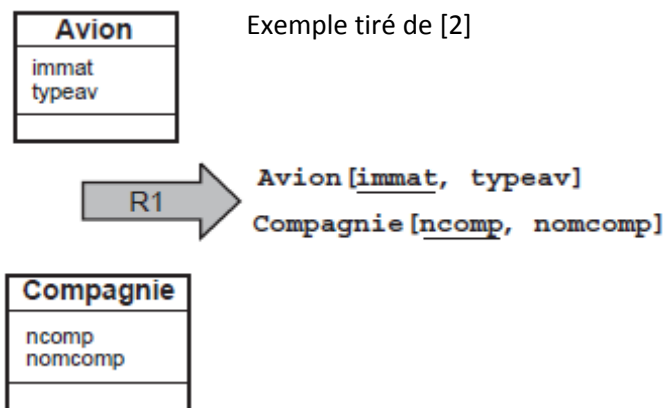 Avion
Exemple tiré de [2]
immat
typeav
R1
Avion[immat, typeav]
Compagnie[ncomp, nomcomp]
Compagnie
ncomp
nomcomp